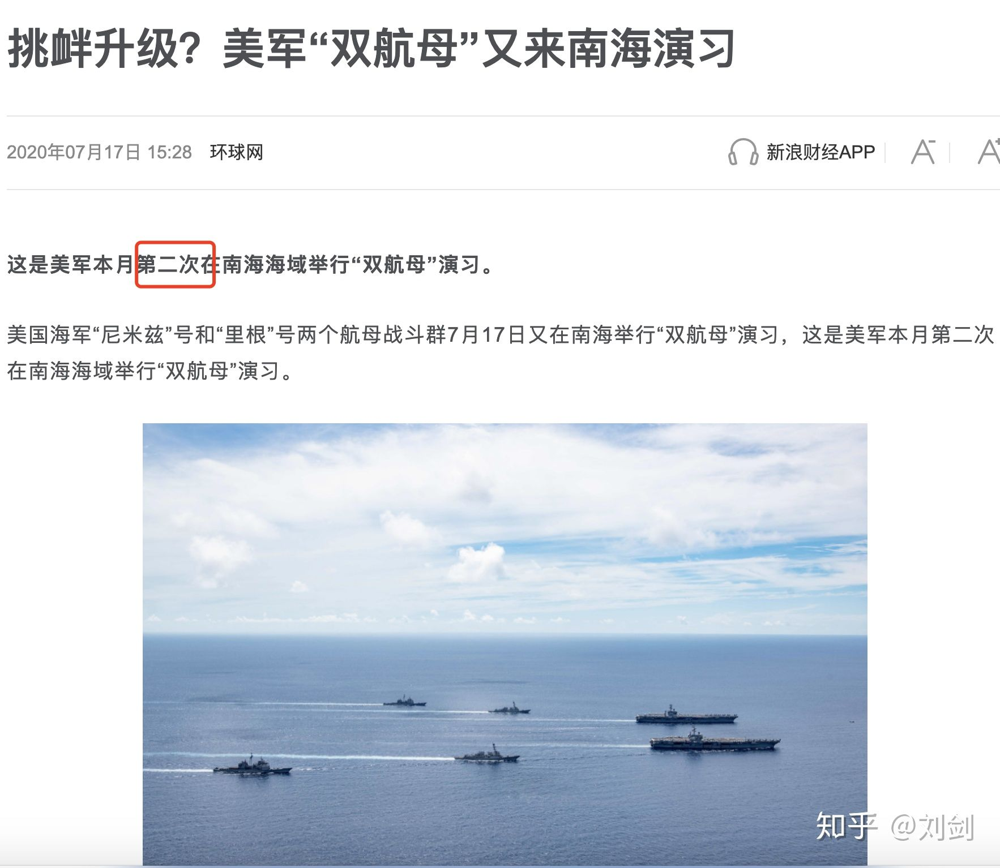 挑衅升级？美军“双航母”又来南海演习
2020年07月17日 15:28 环球网 新浪财经APP A- A+
这是美军本月第二次在南海海域举行“双航母”演习。
美国海军“尼米兹”号和“里根”号两个航母战斗群7月17日又在南海举行“双航母”演习，这是美军本月第二次
在南海海域举行“双航母”演习。
知乎 @刘剑